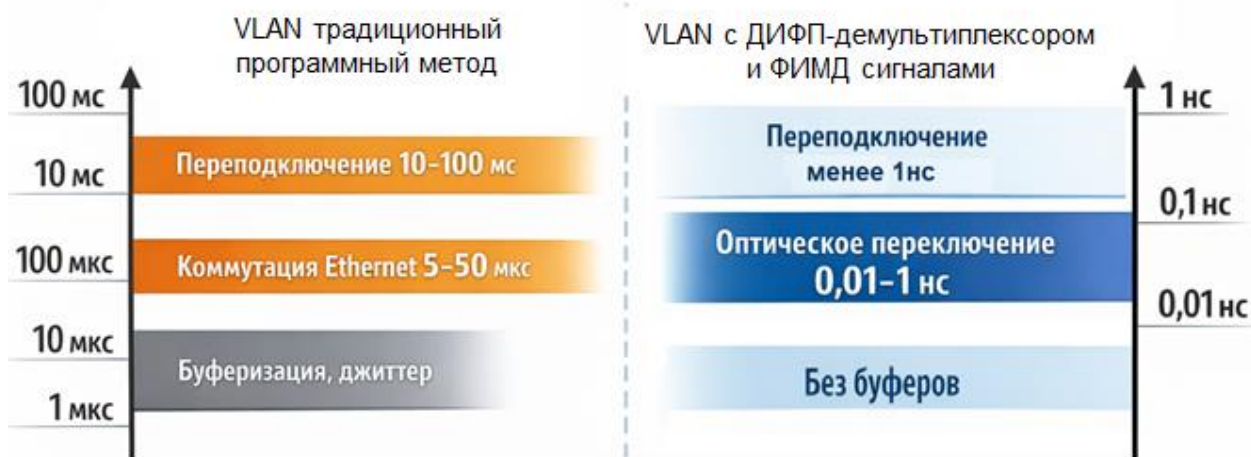 VLAN традиционный
программный метод
100 мс
10 мс
100 мкс
10 мкс
1 мкс
Переподключение 10–100 мс
Коммутация Ethernet 5–50 мкс
Буферизация, джиттер
VLAN с ДИФП-демультиплексором
и ФИМД сигналами
Переподключение
менее 1нс
Оптическое переключение
0,01–1 нс
Без буферов
1 нс
0,1 нс
0,01 нс